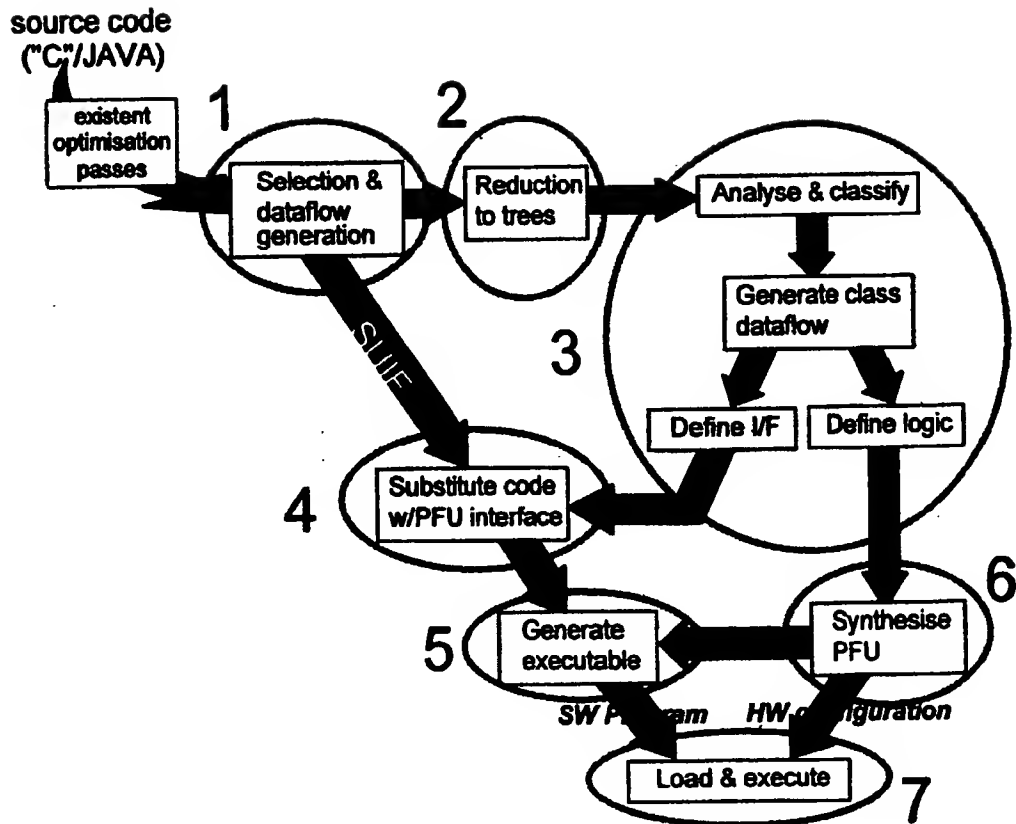 source code
("C"/JAVA)
existent
optimisation
passes
1
Selection &
dataflow
generation
2
Reduction
to trees
Analyse & classify
Generate class
dataflow
3
Define I/F
Define logic
SUIF
4
Substitute code
w/PFU interface
5
Generate
executable
6
Synthesise
PFU
SW Program
HW configuration
Load & execute
7